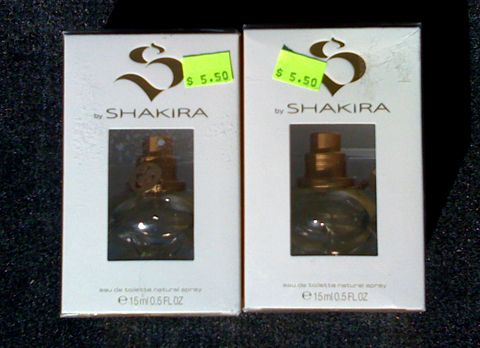 S
$ 5.50
by SHAKIRA
eau de toilette natural spray
℮ 15ml 0.5 FL OZ
S
$ 5.50
by SHAKIRA
eau de toilette natural spray
℮ 15ml 0.5 FL OZ